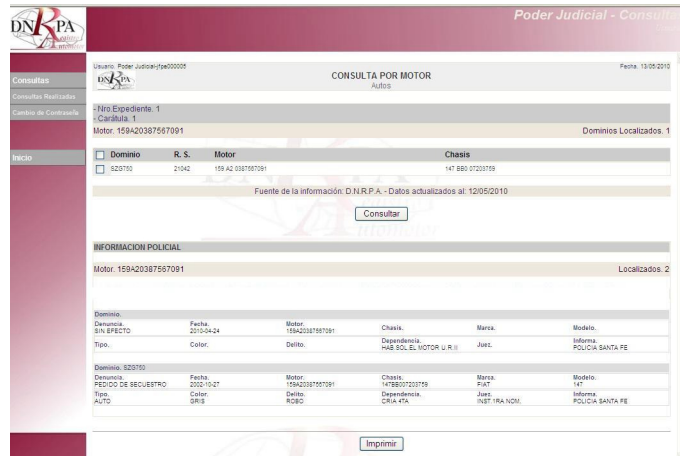 DNRPA
Poder Judicial - Consulta
Usuario. Poder Judicial-jfpe000005
Fecha. 13/05/2010
DNRPA
CONSULTA POR MOTOR
Autos
Consultas
Consultas Realizadas
Cambio de Contraseña
Inicio
- Nro.Expediente. 1
- Carátula. 1
Motor. 159A20387567091 Dominios Localizados. 1
Dominio R. S. Motor Chasis
SZG750 21042 159 A2 0387567091 147 BB0 07203759
Fuente de la información: D.N.R.P.A. - Datos actualizados al: 12/05/2010
Consultar
INFORMACION POLICIAL
Motor. 159A20387567091 Localizados. 2
Dominio.
Denuncia. Fecha. Motor. Chasis. Marca. Modelo.
SIN EFECTO 2010-04-24 159A20387567091
Tipo. Color. Delito. Dependencia. Juez. Informa.
HAB SOL EL MOTOR U.R.II POLICIA SANTA FE
Dominio. SZG750
Denuncia. Fecha. Motor. Chasis. Marca. Modelo.
PEDIDO DE SECUESTRO 2002-10-27 159A20387567091 147BB007203759 FIAT 147
Tipo. Color. Delito. Dependencia. Juez. Informa.
AUTO GRIS ROBO CRIA 4TA INST.1RA NOM. POLICIA SANTA FE
Imprimir